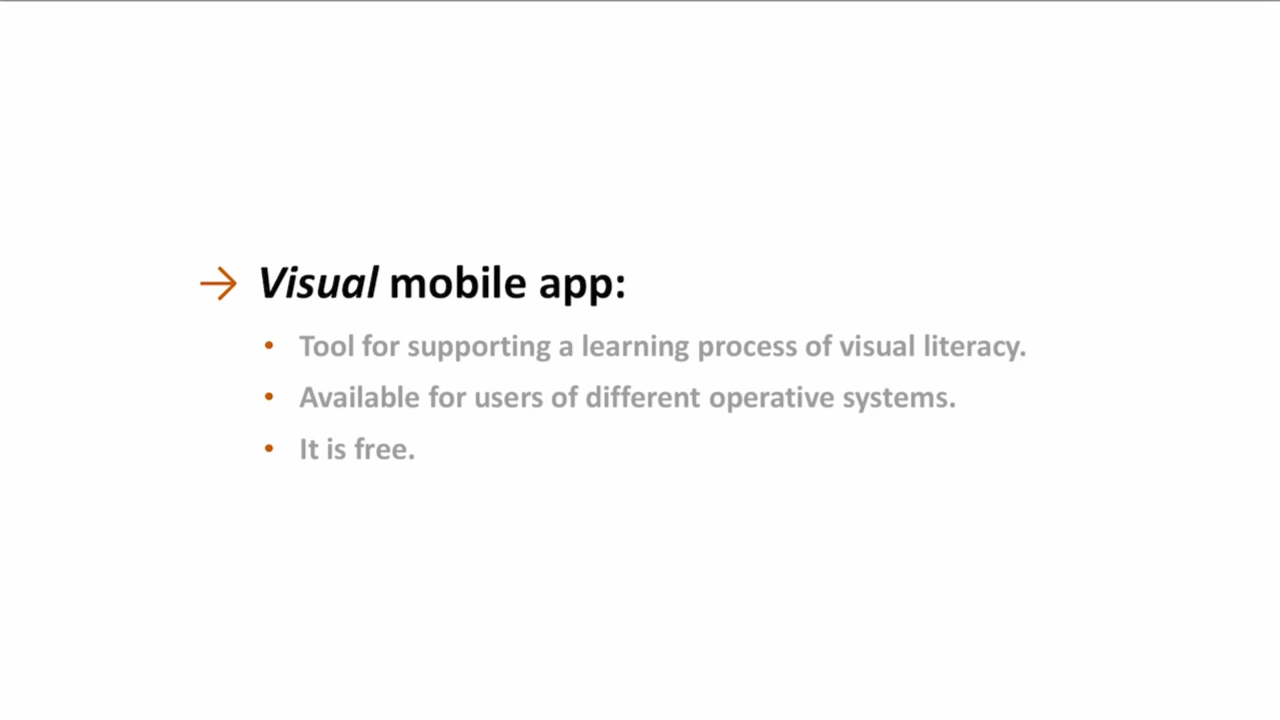 → Visual mobile app:
• Tool for supporting a learning process of visual literacy.
• Available for users of different operative systems.
• It is free.